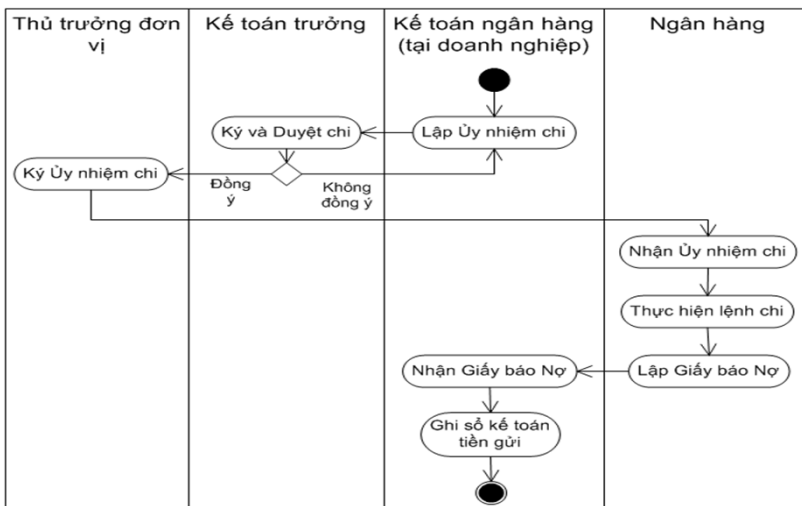 Thủ trưởng đơn
vị
Kế toán trưởng
Kế toán ngân hàng
(tại doanh nghiệp)
Ngân hàng
Ký và Duyệt chi
Lập Ủy nhiệm chi
Ký Ủy nhiệm chi
Đồng
ý
Không
đồng ý
Nhận Ủy nhiệm chi
Thực hiện lệnh chi
Nhận Giấy báo Nợ
Lập Giấy báo Nợ
Ghi sổ kế toán
tiền gửi